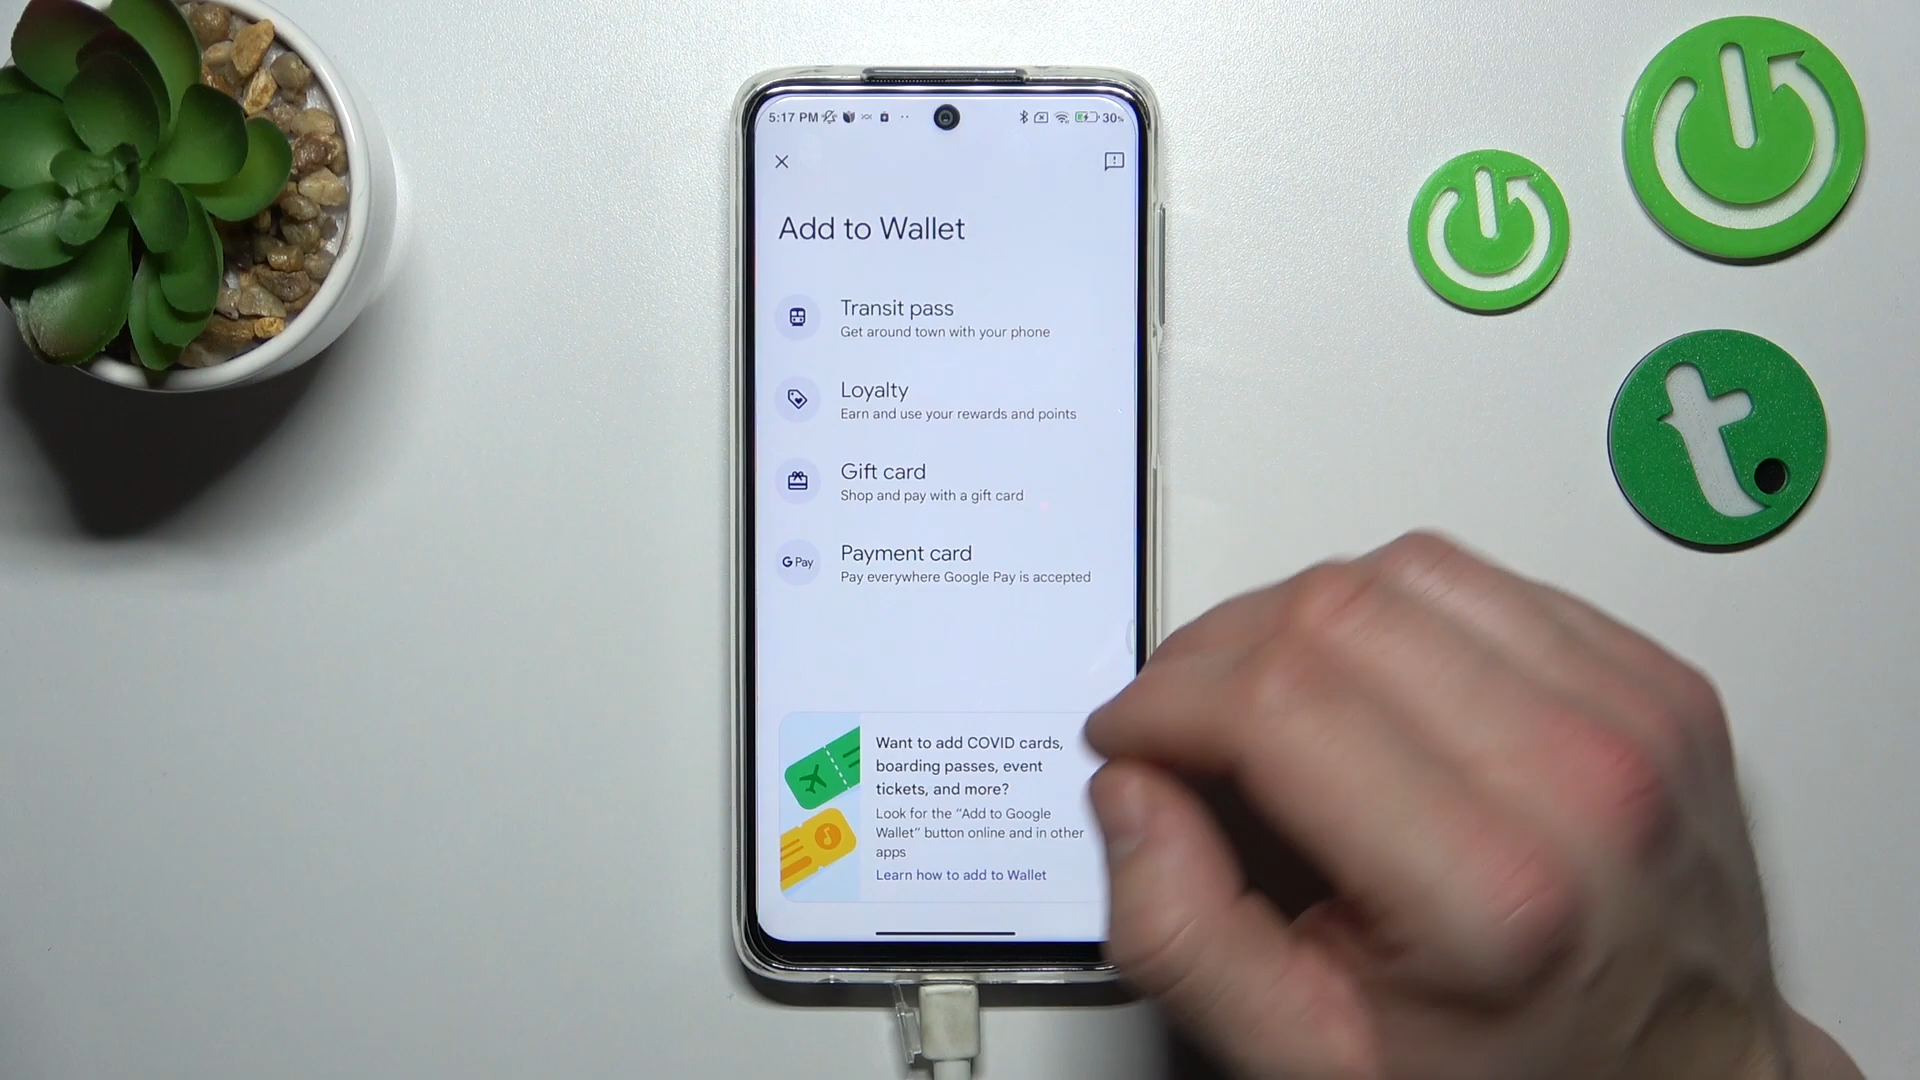 5:17 PM
30%
Add to Wallet
Transit pass
Get around town with your phone
Loyalty
Earn and use your rewards and points
Gift card
Shop and pay with a gift card
G Pay
Payment card
Pay everywhere Google Pay is accepted
Want to add COVID cards,
boarding passes, event
tickets, and more?
Look for the “Add to Google
Wallet” button online and in other
apps
Learn how to add to Wallet
t